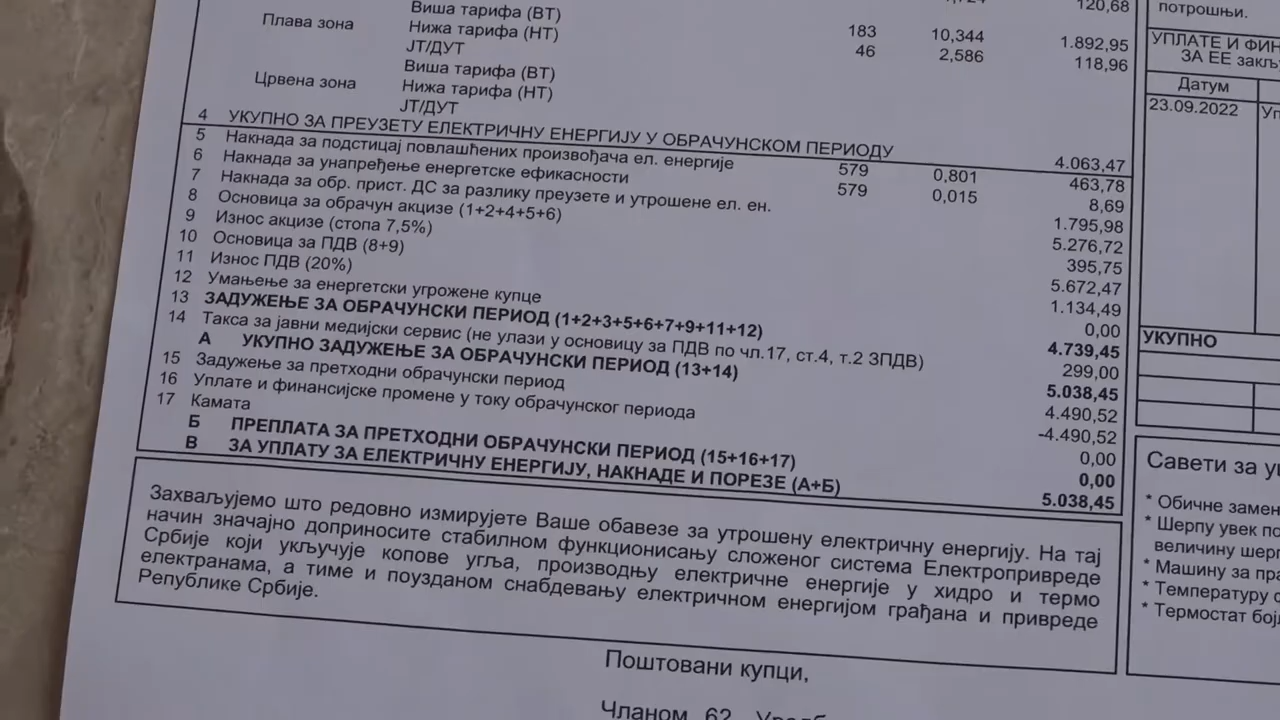 Виша тарифа (ВТ) 120,68
Плава зона Нижа тарифа (НТ) 183 10,344 1.892,95
ЈТ/ДУТ 46 2,586 118,96
Виша тарифа (ВТ)
Црвена зона Нижа тарифа (НТ)
ЈТ/ДУТ
4 УКУПНО ЗА ПРЕУЗЕТУ ЕЛЕКТРИЧНУ ЕНЕРГИЈУ У ОБРАЧУНСКОМ ПЕРИОДУ 4.063,47
5 Накнада за подстицај повлашћених произвођача ел. енергије 579 0,801 463,78
6 Накнада за унапређење енергетске ефикасности 579 0,015 8,69
7 Накнада за обр. прист. ДС за разлику преузете и утрошене ел. ен. 1.795,98
8 Основица за обрачун акцизе (1+2+4+5+6) 5.276,72
9 Износ акцизе (стопа 7,5%) 395,75
10 Основица за ПДВ (8+9) 5.672,47
11 Износ ПДВ (20%) 1.134,49
12 Умањење за енергетски угрожене купце 0,00
13 ЗАДУЖЕЊЕ ЗА ОБРАЧУНСКИ ПЕРИОД (1+2+3+5+6+7+9+11+12) 4.739,45
14 Такса за јавни медијски сервис (не улази у основицу за ПДВ по чл.17, ст.4, т.2 ЗПДВ) 299,00
А УКУПНО ЗАДУЖЕЊЕ ЗА ОБРАЧУНСКИ ПЕРИОД (13+14) 5.038,45
15 Задужење за претходни обрачунски период 4.490,52
16 Уплате и финансијске промене у току обрачунског периода -4.490,52
17 Камата 0,00
Б ПРЕПЛАТА ЗА ПРЕТХОДНИ ОБРАЧУНСКИ ПЕРИОД (15+16+17) 0,00
В ЗА УПЛАТУ ЗА ЕЛЕКТРИЧНУ ЕНЕРГИЈУ, НАКНАДЕ И ПОРЕЗЕ (А+Б) 5.038,45
Захваљујемо што редовно измирујете Ваше обавезе за утрошену електричну енергију. На тај
начин значајно доприносите стабилном функционисању сложеног система Електропривреде
Србије који укључује копове угља, производњу електричне енергије у хидро и термо
електранама, а тиме и поузданом снабдевању електричном енергијом грађана и привреде
Републике Србије.
Поштовани купци,
Чланом 62.
потрошњи.
УПЛАТЕ И ФИН
ЗА ЕЕ закљ
Датум
23.09.2022 Уп
УКУПНО
Савети за у
* Обичне замен
* Шерпу увек по
величину шерп
* Машину за пра
* Температуру с
* Термостат бој